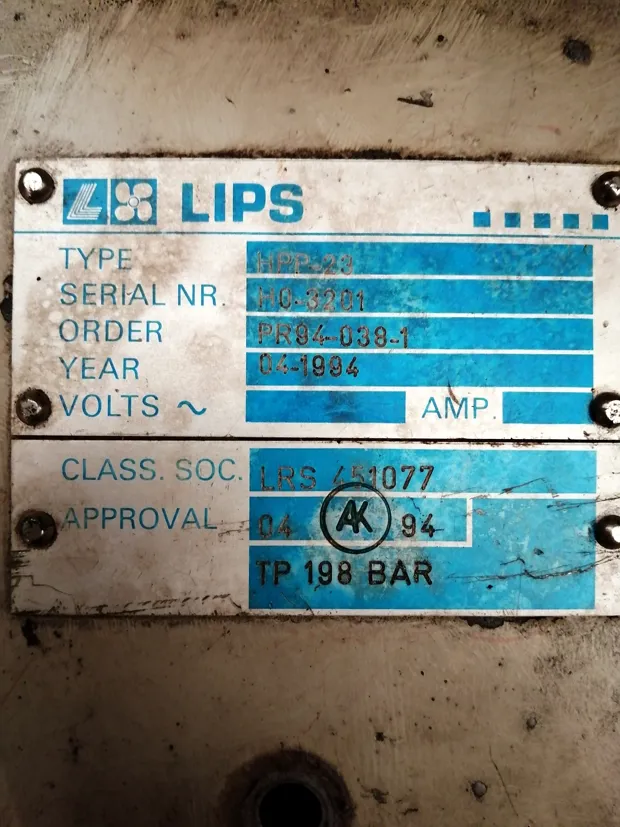 LIPS
TYPE HPP-23
SERIAL NR. H0-3201
ORDER PR94-038-1
YEAR 04-1994
VOLTS ~ AMP.
CLASS. SOC. LRS 451077
APPROVAL 04 AK 94
TP 198 BAR